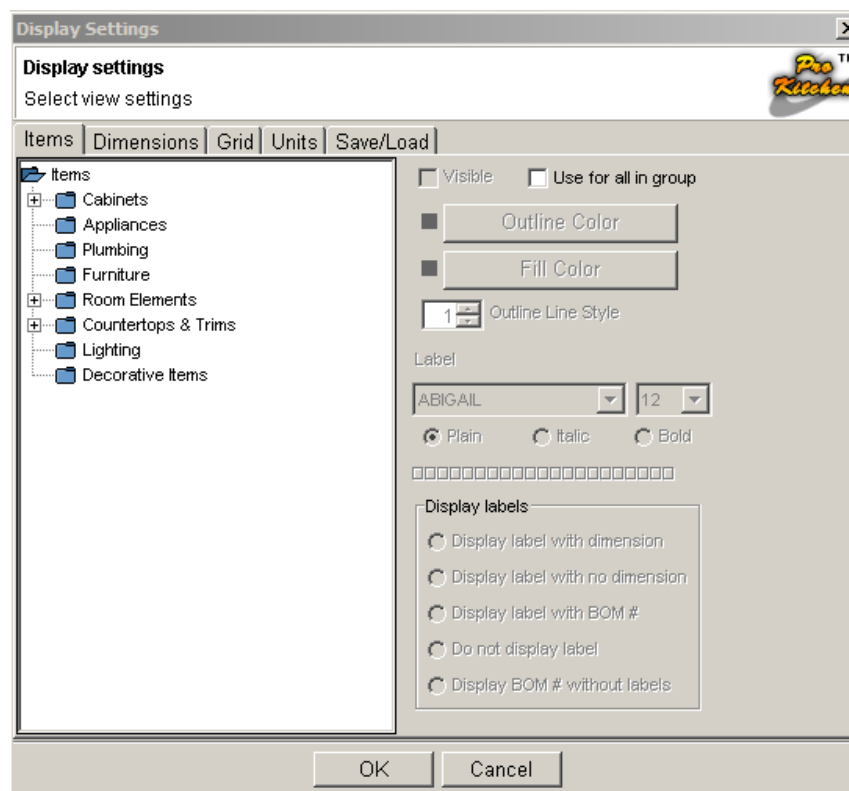 Display Settings
Display settings
Select view settings
Pro TM
Kitchen
Items Dimensions Grid Units Save/Load
Items
Cabinets
Appliances
Plumbing
Furniture
Room Elements
Countertops & Trims
Lighting
Decorative Items
Visible Use for all in group
Outline Color
Fill Color
1 Outline Line Style
Label
ABIGAIL 12
Plain Italic Bold
Display labels
Display label with dimension
Display label with no dimension
Display label with BOM #
Do not display label
Display BOM # without labels
OK Cancel